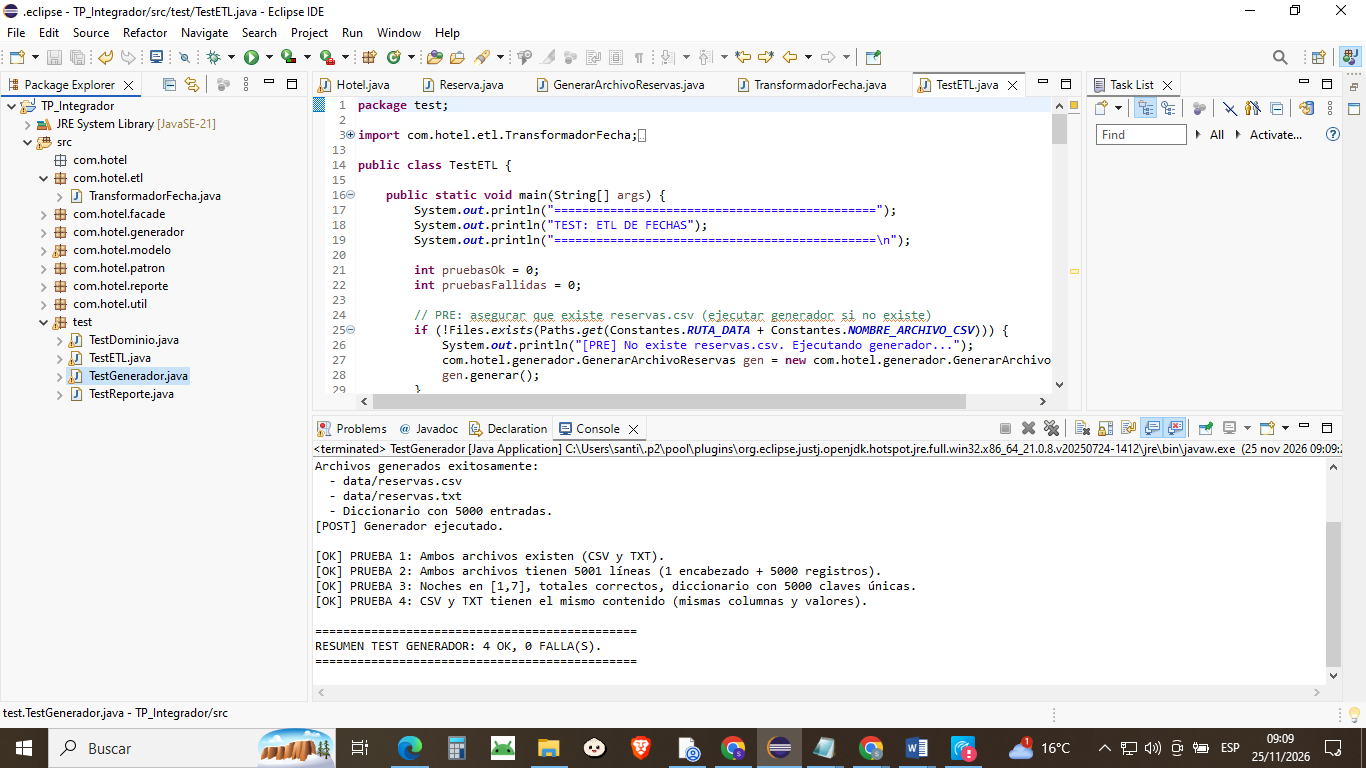 .eclipse - TP_Integrador/src/test/TestETL.java - Eclipse IDE
File Edit Source Refactor Navigate Search Project Run Window Help
Package Explorer
TP_Integrador
JRE System Library [JavaSE-21]
src
com.hotel
com.hotel.etl
TransformadorFecha.java
com.hotel.facade
com.hotel.generador
com.hotel.modelo
com.hotel.patron
com.hotel.reporte
com.hotel.util
test
TestDominio.java
TestETL.java
TestGenerador.java
TestReporte.java
Hotel.java Reserva.java GenerarArchivoReservas.java TransformadorFecha.java TestETL.java
1 package test;
2
3 import com.hotel.etl.TransformadorFecha;
13
14 public class TestETL {
15
16 public static void main(String[] args) {
17 System.out.println("==============================================");
18 System.out.println("TEST: ETL DE FECHAS");
19 System.out.println("==============================================\n");
20
21 int pruebasOk = 0;
22 int pruebasFallidas = 0;
23
24 // PRE: asegurar que existe reservas.csv (ejecutar generador si no existe)
25 if (!Files.exists(Paths.get(Constantes.RUTA_DATA + Constantes.NOMBRE_ARCHIVO_CSV))) {
26 System.out.println("[PRE] No existe reservas.csv. Ejecutando generador...");
27 com.hotel.generador.GenerarArchivoReservas gen = new com.hotel.generador.GenerarArchivo
28 gen.generar();
29 }
Task List
Find All Activate...
Problems Javadoc Declaration Console
<terminated> TestGenerador [Java Application] C:\Users\santi\.p2\pool\plugins\org.eclipse.justj.openjdk.hotspot.jre.full.win32.x86_64_21.0.8.v20250724-1412\jre\bin\javaw.exe (25 nov 2026 09:09:2
Archivos generados exitosamente:
- data/reservas.csv
- data/reservas.txt
- Diccionario con 5000 entradas.
[POST] Generador ejecutado.
[OK] PRUEBA 1: Ambos archivos existen (CSV y TXT).
[OK] PRUEBA 2: Ambos archivos tienen 5001 líneas (1 encabezado + 5000 registros).
[OK] PRUEBA 3: Noches en [1,7], totales correctos, diccionario con 5000 claves únicas.
[OK] PRUEBA 4: CSV y TXT tienen el mismo contenido (mismas columnas y valores).
==============================================
RESUMEN TEST GENERADOR: 4 OK, 0 FALLA(S).
==============================================
test.TestGenerador.java - TP_Integrador/src
Buscar
16°C
ESP
09:09
25/11/2026